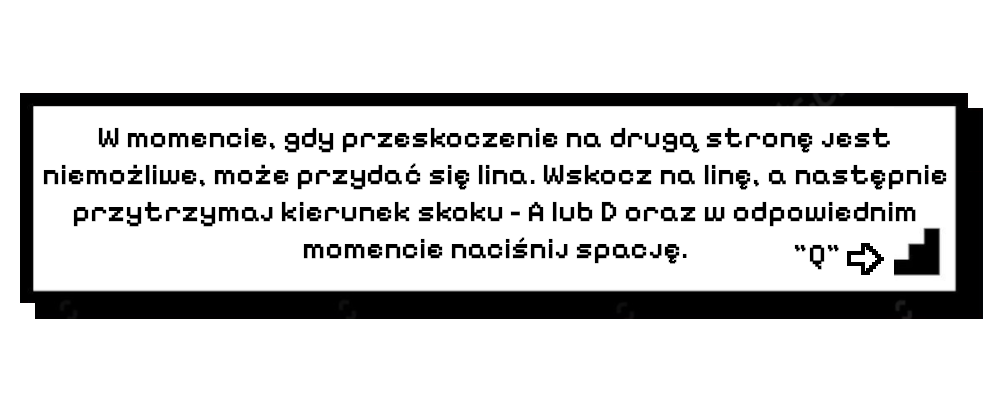 W momencie, gdy przeskoczenie na drugą stronę jest
niemożliwe, może przydać się lina. Wskocz na linę, a następnie
przytrzymaj kierunek skoku - A lub D oraz w odpowiednim
momencie naciśnij spację.
"Q"